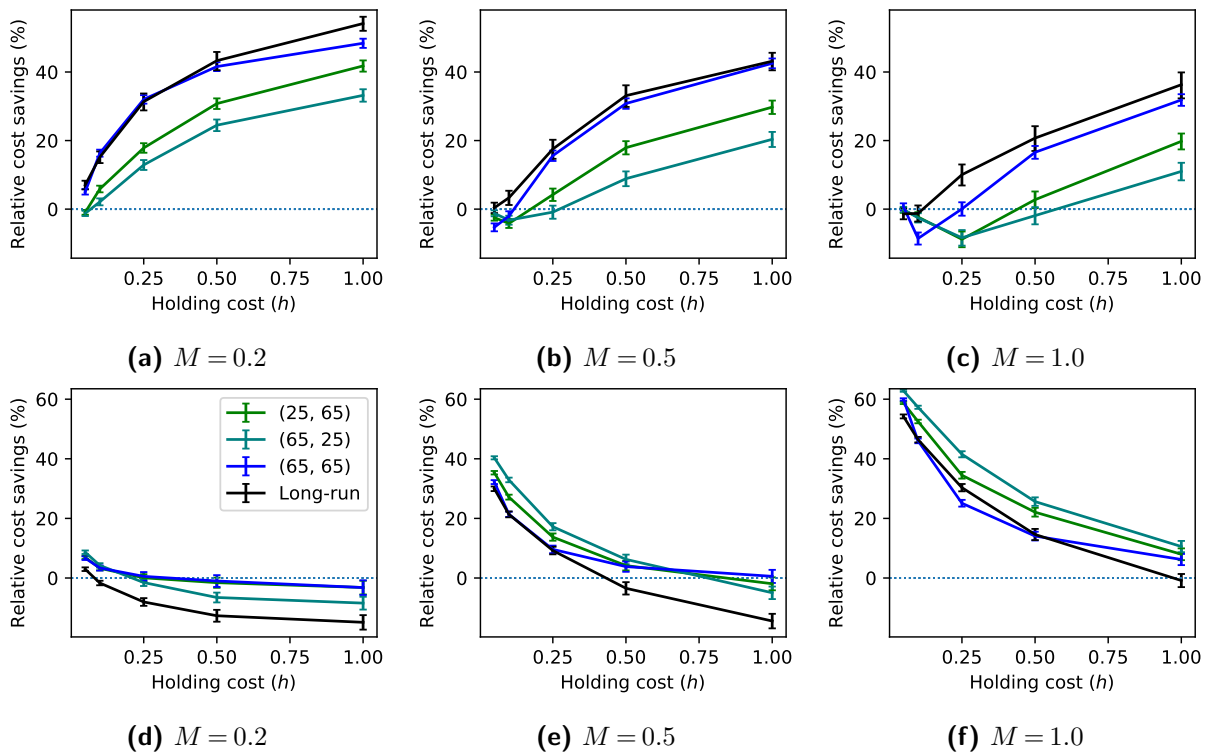 Relative cost savings (%)
40
20
0
0.25 0.50 0.75 1.00
Holding cost (h)
(a) M = 0.2
Relative cost savings (%)
40
20
0
0.25 0.50 0.75 1.00
Holding cost (h)
(b) M = 0.5
Relative cost savings (%)
40
20
0
0.25 0.50 0.75 1.00
Holding cost (h)
(c) M = 1.0
Relative cost savings (%)
60
40
20
0
(25, 65)
(65, 25)
(65, 65)
Long-run
0.25 0.50 0.75 1.00
Holding cost (h)
(d) M = 0.2
Relative cost savings (%)
60
40
20
0
0.25 0.50 0.75 1.00
Holding cost (h)
(e) M = 0.5
Relative cost savings (%)
60
40
20
0
0.25 0.50 0.75 1.00
Holding cost (h)
(f) M = 1.0